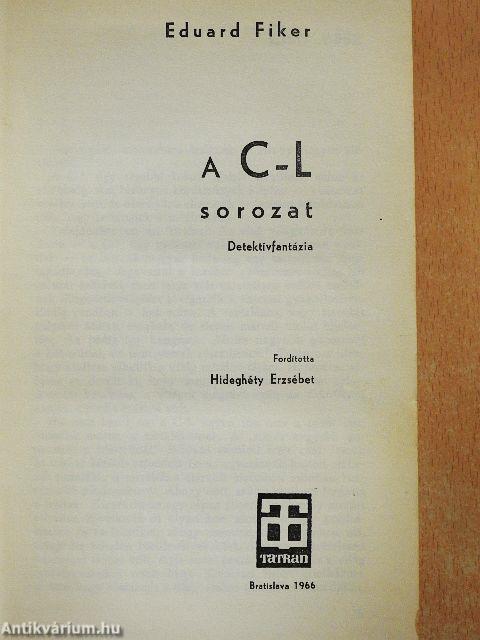 Eduard Fiker
A C-L
sorozat
Detektívfantázia
Fordította
Hideghéty Erzsébet
TATRAN
Bratislava 1966
Antikvárium.hu